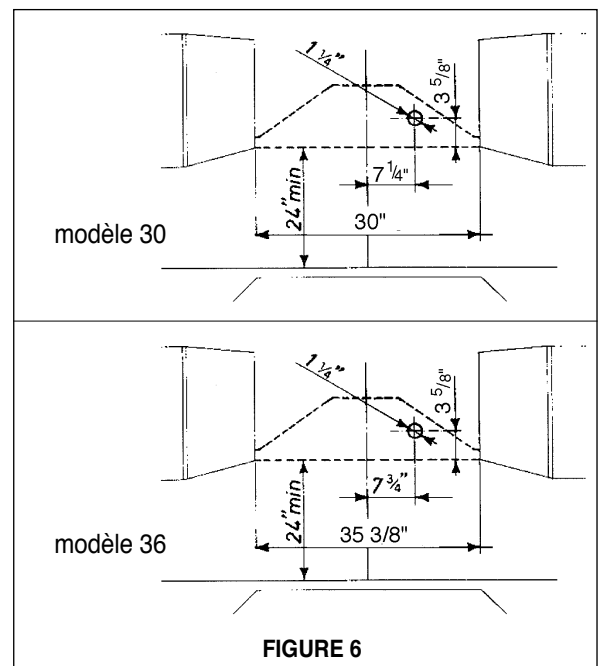 1 ¼"
3 5/8"
7 ¼"
24" min
30"
modèle 30
1 ¼"
3 5/8"
7 ¾"
24" min
35 3/8"
modèle 36
FIGURE 6